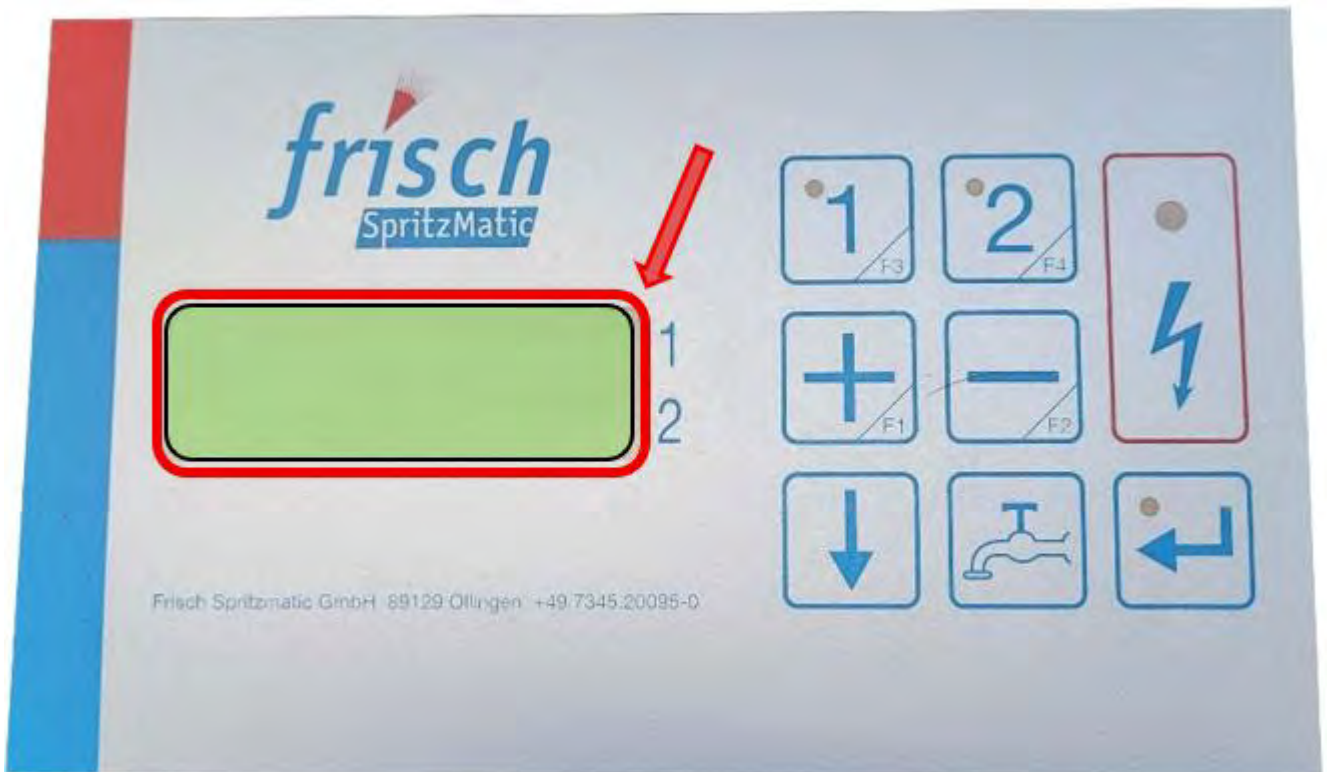 frisch
SpritzMatic
1
2
1
F3
2
F4
F1
F2
Frisch Spritzmatic GmbH 89129 Öllingen +49 7345 20095-0